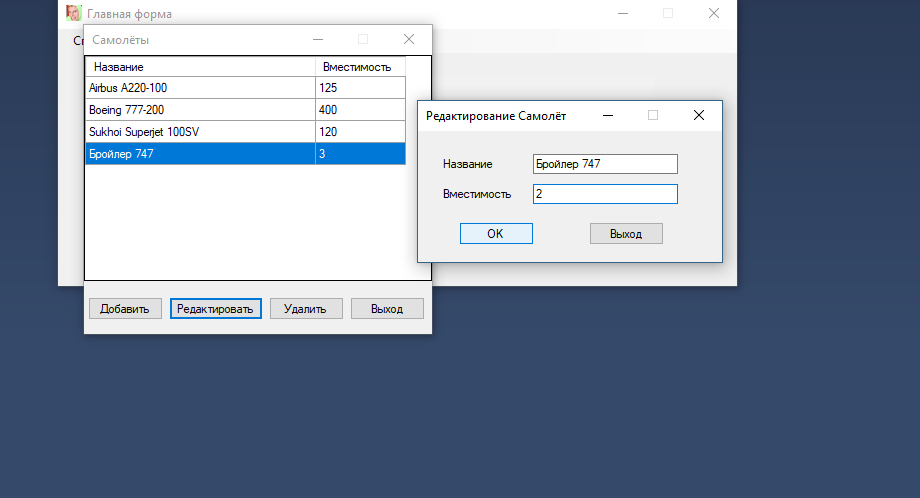 Главная форма
Самолёты
Название Вместимость
Airbus A220-100 125
Boeing 777-200 400
Sukhoi Superjet 100SV 120
Бройлер 747 3
Добавить Редактировать Удалить Выход
Редактирование Самолёт
Название Бройлер 747
Вместимость 2
OK Выход